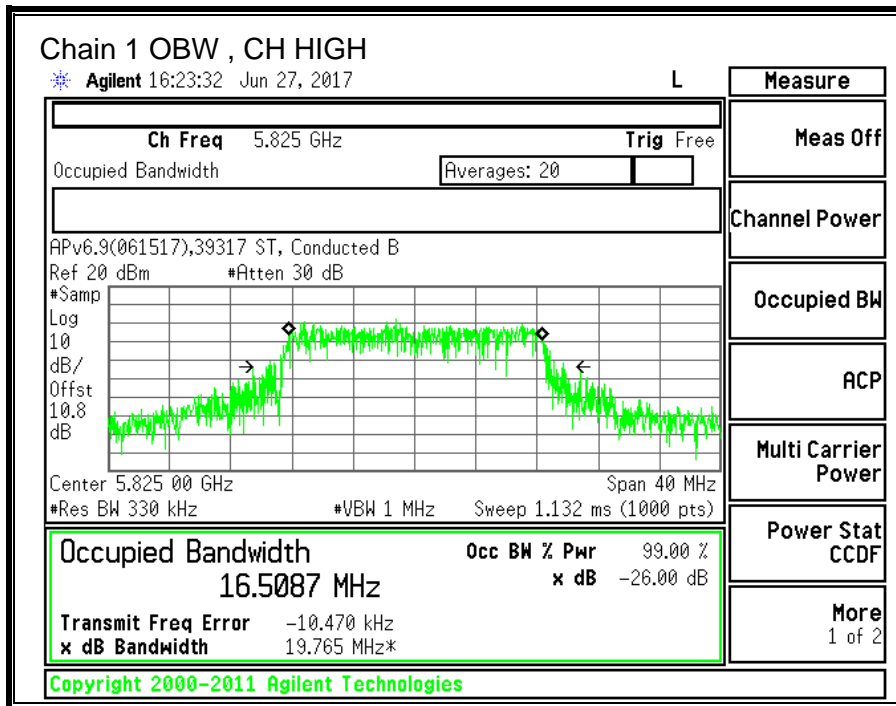 Chain 1 OBW , CH HIGH
Agilent 16:23:32 Jun 27, 2017 L Measure
Ch Freq 5.825 GHz Trig Free
Meas Off
Occupied Bandwidth Averages: 20
Channel Power
APv6.9(061517),39317 ST, Conducted B
Ref 20 dBm #Atten 30 dB
#Samp
Log
10
dB/
Offst
10.8
dB
Occupied BW
ACP
Multi Carrier
Power
Center 5.825 00 GHz Span 40 MHz
#Res BW 330 kHz #VBW 1 MHz Sweep 1.132 ms (1000 pts)
Occupied Bandwidth Occ BW % Pwr 99.00 %
16.5087 MHz x dB -26.00 dB
Power Stat
CCDF
Transmit Freq Error -10.470 kHz
x dB Bandwidth 19.765 MHz*
More
1 of 2
Copyright 2000-2011 Agilent Technologies